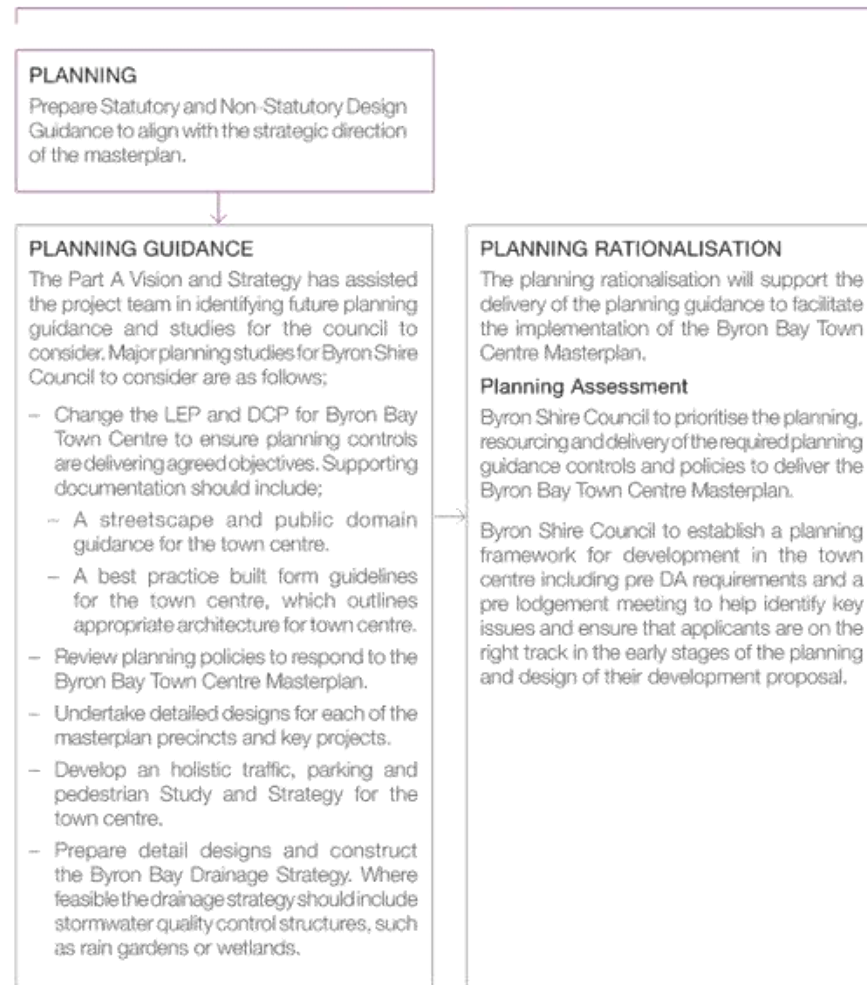 PLANNING
Prepare Statutory and Non-Statutory Design
Guidance to align with the strategic direction
of the masterplan.
PLANNING GUIDANCE
The Part A Vision and Strategy has assisted
the project team in identifying future planning
guidance and studies for the council to
consider. Major planning studies for Byron Shire
Council to consider are as follows;
– Change the LEP and DCP for Byron Bay
Town Centre to ensure planning controls
are delivering agreed objectives. Supporting
documentation should include;
– A streetscape and public domain
guidance for the town centre.
– A best practice built form guidelines
for the town centre, which outlines
appropriate architecture for town centre.
– Review planning policies to respond to the
Byron Bay Town Centre Masterplan.
– Undertake detailed designs for each of the
masterplan precincts and key projects.
– Develop an holistic traffic, parking and
pedestrian Study and Strategy for the
town centre.
– Prepare detail designs and construct
the Byron Bay Drainage Strategy. Where
feasible the drainage strategy should include
stormwater quality control structures, such
as rain gardens or wetlands.
PLANNING RATIONALISATION
The planning rationalisation will support the
delivery of the planning guidance to facilitate
the implementation of the Byron Bay Town
Centre Masterplan.
Planning Assessment
Byron Shire Council to prioritise the planning,
resourcing and delivery of the required planning
guidance controls and policies to deliver the
Byron Bay Town Centre Masterplan.
Byron Shire Council to establish a planning
framework for development in the town
centre including pre DA requirements and a
pre lodgement meeting to help identify key
issues and ensure that applicants are on the
right track in the early stages of the planning
and design of their development proposal.